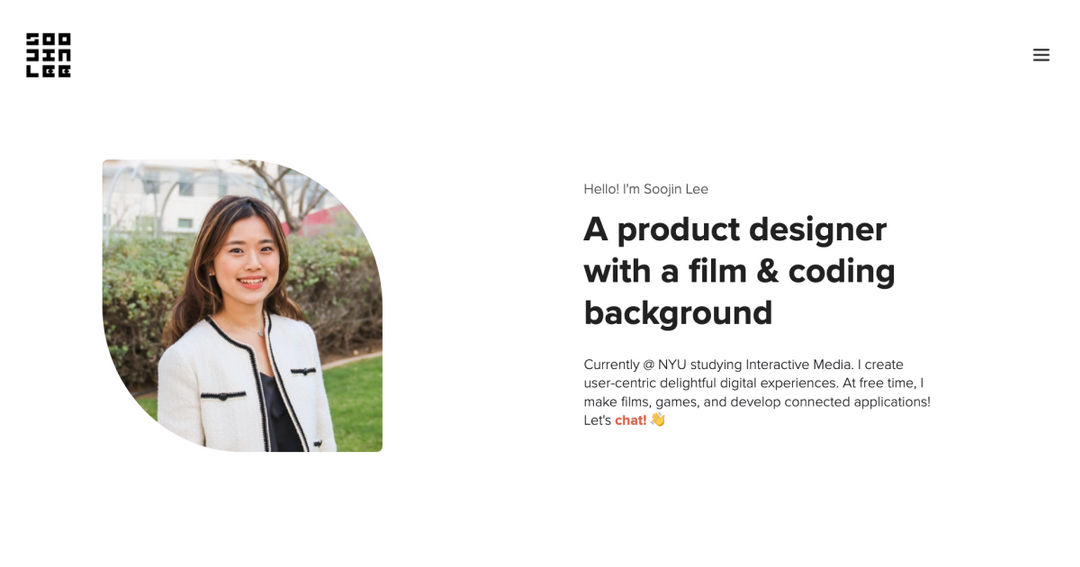 SOO
JIN
LEE
Hello! I'm Soojin Lee
A product designer
with a film & coding
background
Currently @ NYU studying Interactive Media. I create
user-centric delightful digital experiences. At free time, I
make films, games, and develop connected applications!
Let's chat! 👋